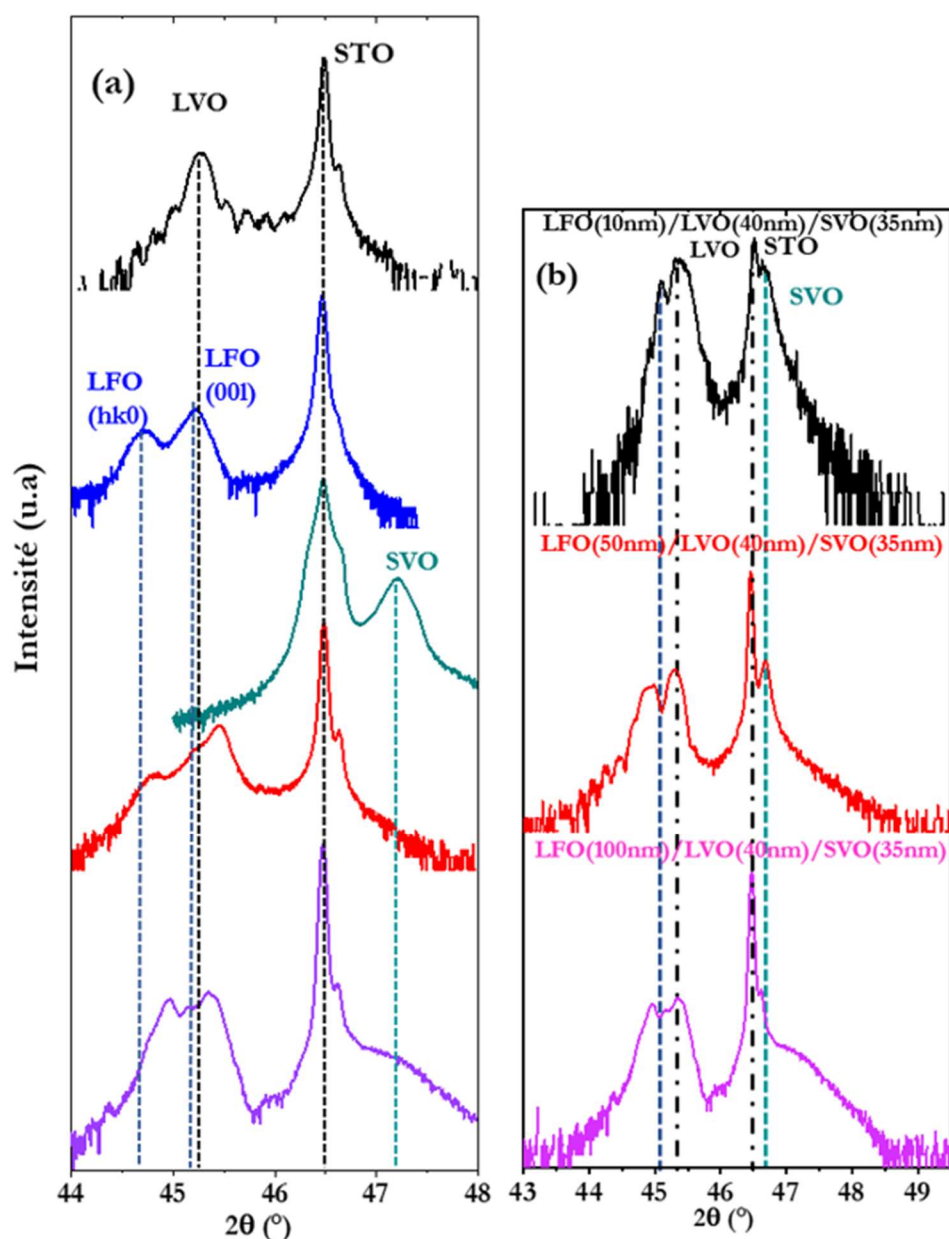 (a)
STO
LVO
LFO
(hk0)
LFO
(00l)
SVO
Intensité (u.a)
44 45 46 47 48
2θ (°)
LFO(10nm)/LVO(40nm)/SVO(35nm)
(b)
LVO
STO
SVO
LFO(50nm)/LVO(40nm)/SVO(35nm)
LFO(100nm)/LVO(40nm)/SVO(35nm)
43 44 45 46 47 48 49
2θ (°)